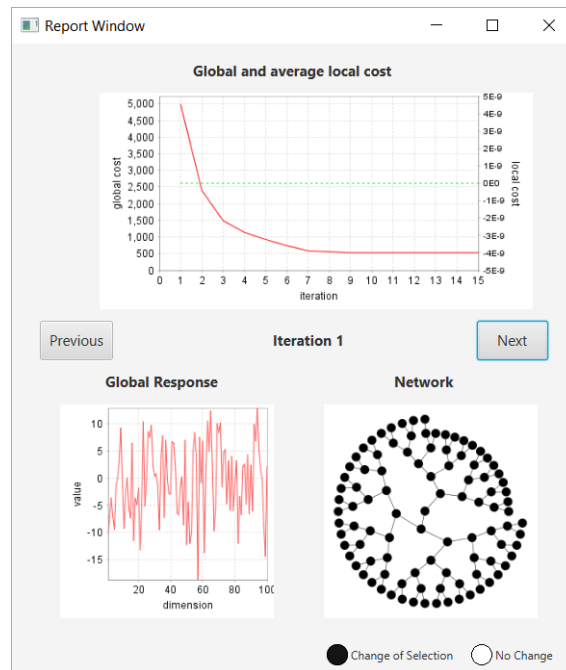 Report Window
Global and average local cost
5,000
4,500
4,000
3,500
3,000
2,500
2,000
1,500
1,000
500
0
global cost
5E-9
4E-9
3E-9
2E-9
1E-9
0E0
-1E-9
-2E-9
-3E-9
-4E-9
-5E-9
local cost
0 1 2 3 4 5 6 7 8 9 10 11 12 13 14 15
iteration
Previous Iteration 1 Next
Global Response Network
10
5
0
-5
-10
-15
value
20 40 60 80 100
dimension
Change of Selection No Change